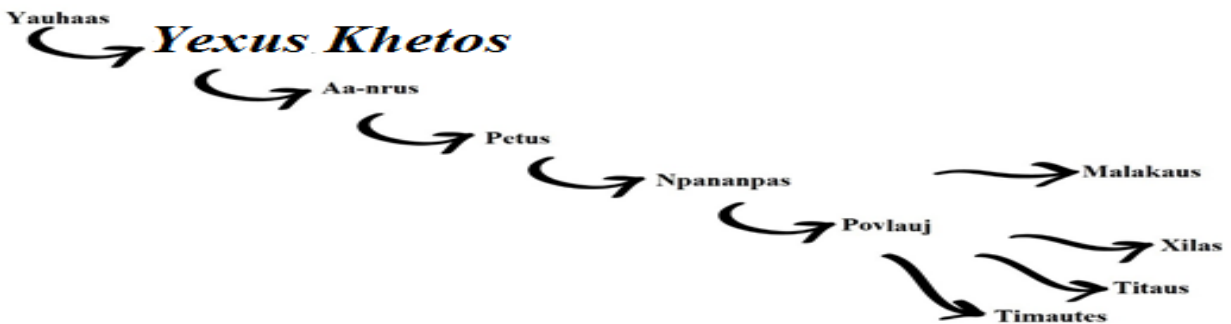 Yauhaas
Yexus Khetos
Aa-nrus
Petus
Npananpas
Malakaus
Povlauj
Xilas
Titaus
Timautes